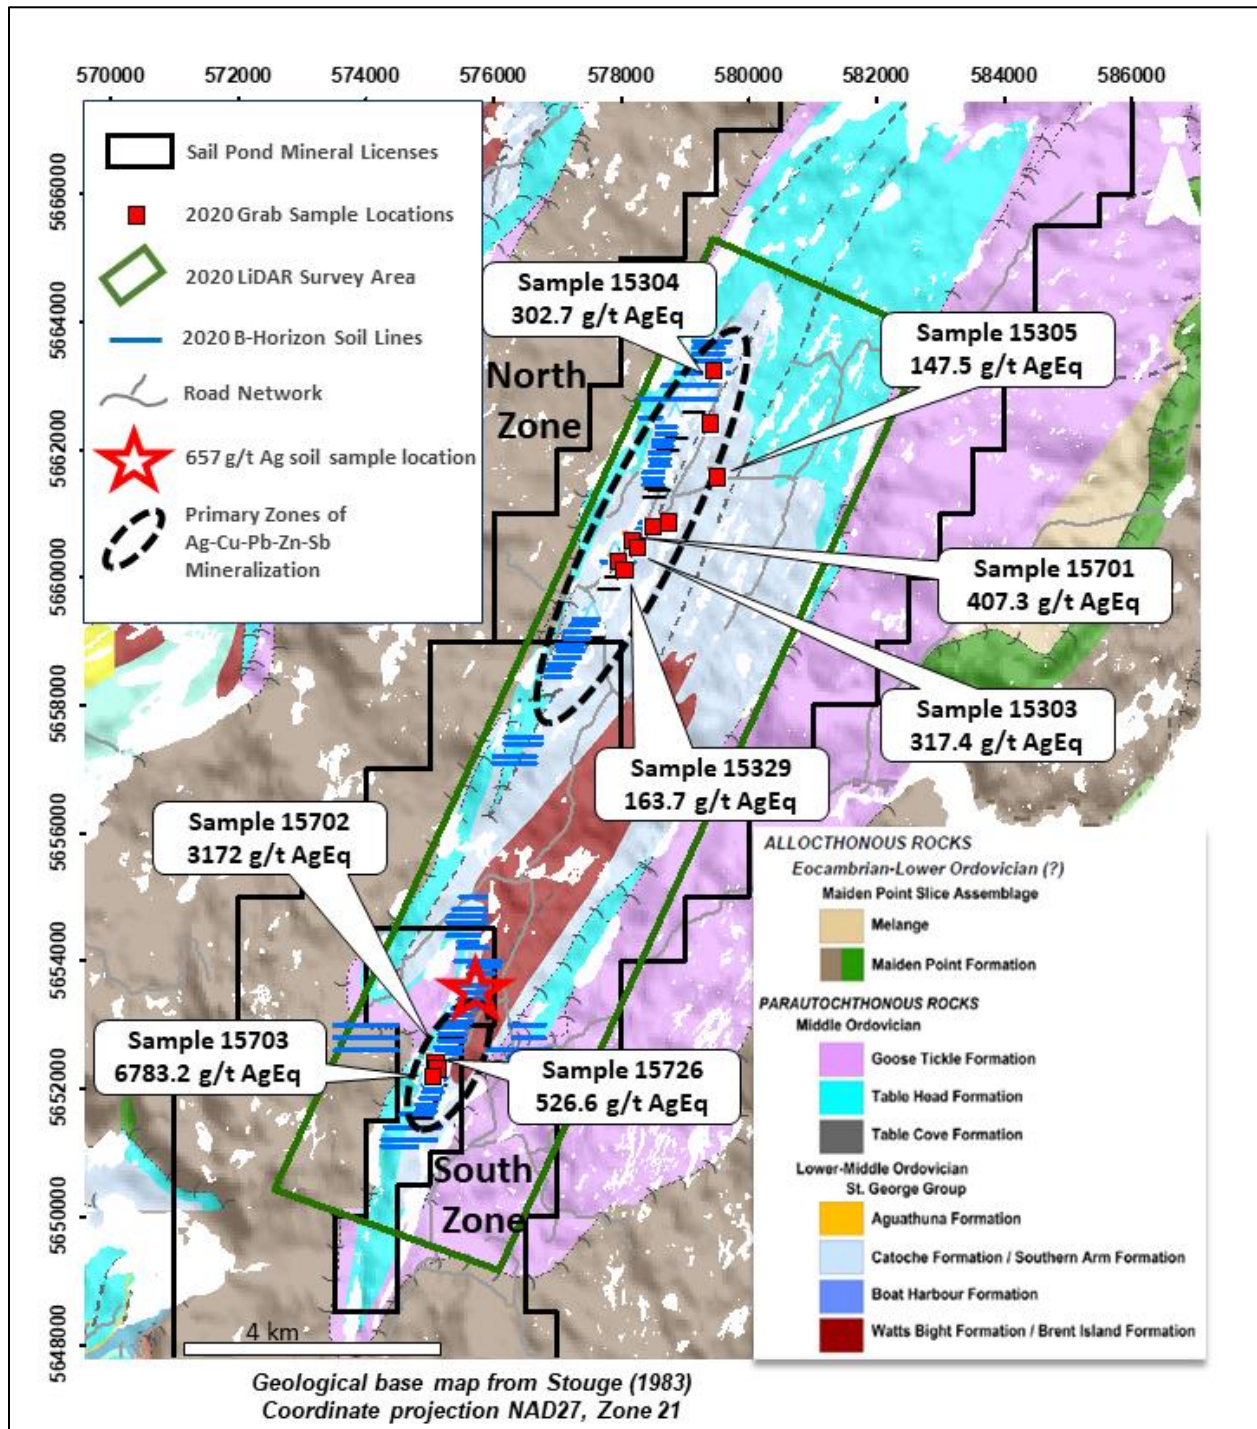 570000 572000 574000 576000 578000 580000 582000 584000 586000
5666000
5664000
5662000
5660000
5658000
5656000
5654000
5652000
5650000
5648000
Sail Pond Mineral Licenses
2020 Grab Sample Locations
2020 LiDAR Survey Area
2020 B-Horizon Soil Lines
Road Network
657 g/t Ag soil sample location
Primary Zones of
Ag-Cu-Pb-Zn-Sb
Mineralization
Sample 15304
302.7 g/t AgEq
Sample 15305
147.5 g/t AgEq
North
Zone
Sample 15701
407.3 g/t AgEq
Sample 15303
317.4 g/t AgEq
Sample 15329
163.7 g/t AgEq
Sample 15702
3172 g/t AgEq
Sample 15703
6783.2 g/t AgEq
Sample 15726
526.6 g/t AgEq
South
Zone
ALLOCTHONOUS ROCKS
Eocambrian-Lower Ordovician (?)
Maiden Point Slice Assemblage
Melange
Maiden Point Formation
PARAUTOCHTHONOUS ROCKS
Middle Ordovician
Goose Tickle Formation
Table Head Formation
Table Cove Formation
Lower-Middle Ordovician
St. George Group
Aguathuna Formation
Catoche Formation / Southern Arm Formation
Boat Harbour Formation
Watts Bight Formation / Brent Island Formation
4 km
Geological base map from Stouge (1983)
Coordinate projection NAD27, Zone 21